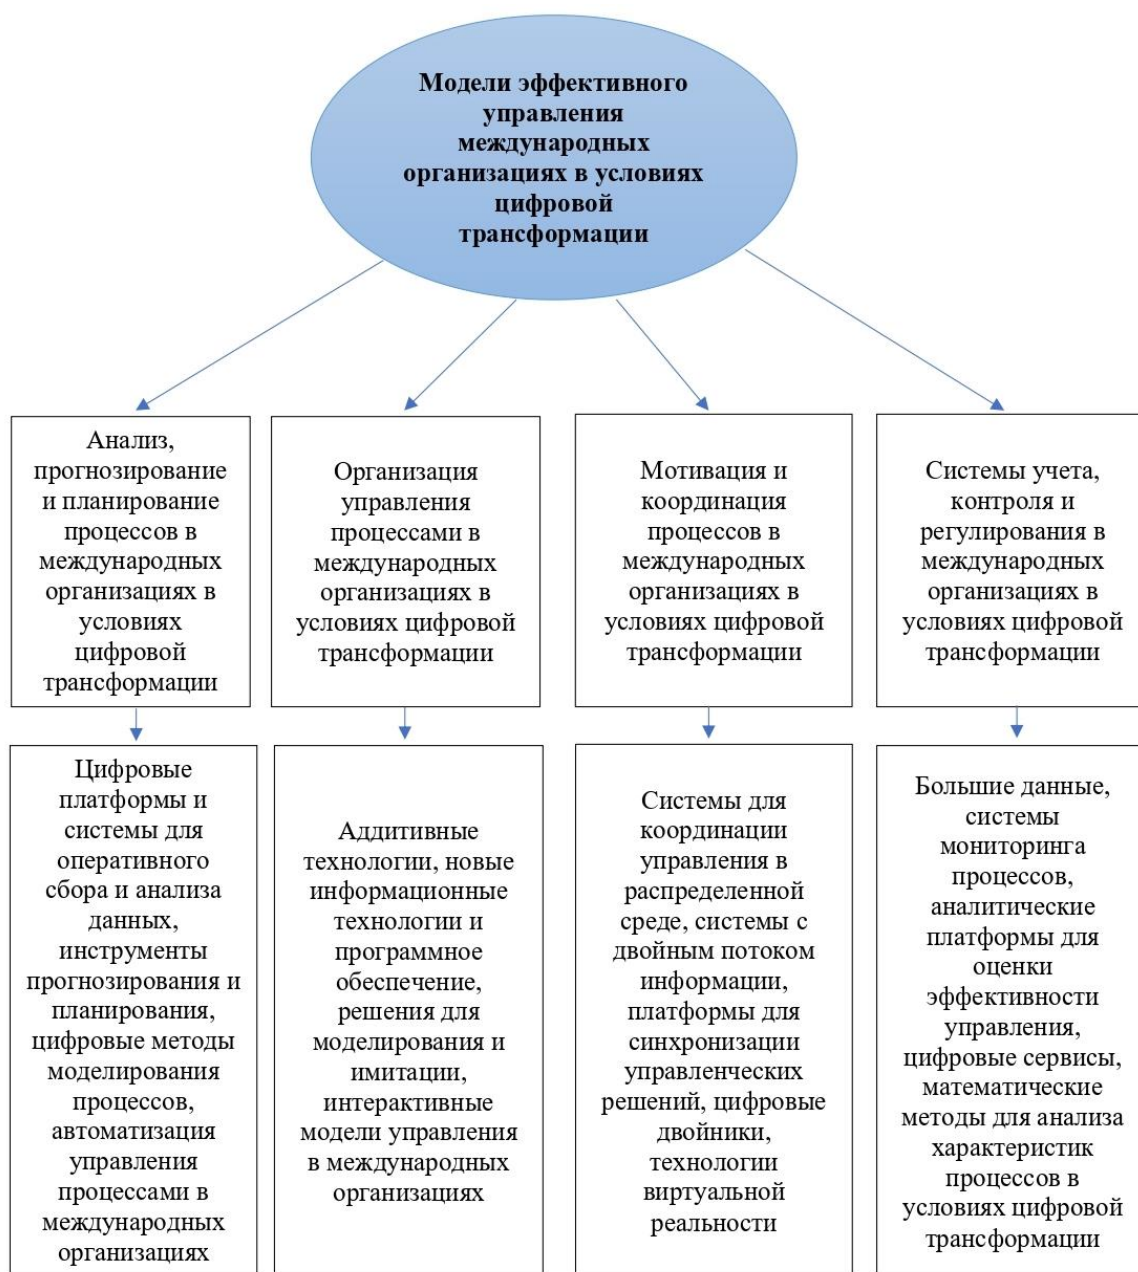 Модели эффективного
управления
международных
организациях в условиях
цифровой
трансформации
Анализ,
прогнозирование
и планирование
процессов в
международных
организациях в
условиях
цифровой
трансформации
Организация
управления
процессами в
международных
организациях в
условиях цифровой
трансформации
Мотивация и
координация
процессов в
международных
организациях в
условиях цифровой
трансформации
Системы учета,
контроля и
регулирования в
международных
организациях в
условиях цифровой
трансформации
Цифровые
платформы и
системы для
оперативного
сбора и анализа
данных,
инструменты
прогнозирования и
планирования,
цифровые методы
моделирования
процессов,
автоматизация
управления
процессами в
международных
организациях
Аддитивные
технологии, новые
информационные
технологии и
программное
обеспечение,
решения для
моделирования и
имитации,
интерактивные
модели управления
в международных
организациях
Системы для
координации
управления в
распределенной
среде, системы с
двойным потоком
информации,
платформы для
синхронизации
управленческих
решений, цифровые
двойники,
технологии
виртуальной
реальности
Большие данные,
системы
мониторинга
процессов,
аналитические
платформы для
оценки
эффективности
управления,
цифровые сервисы,
математические
методы для анализа
характеристик
процессов в
условиях цифровой
трансформации